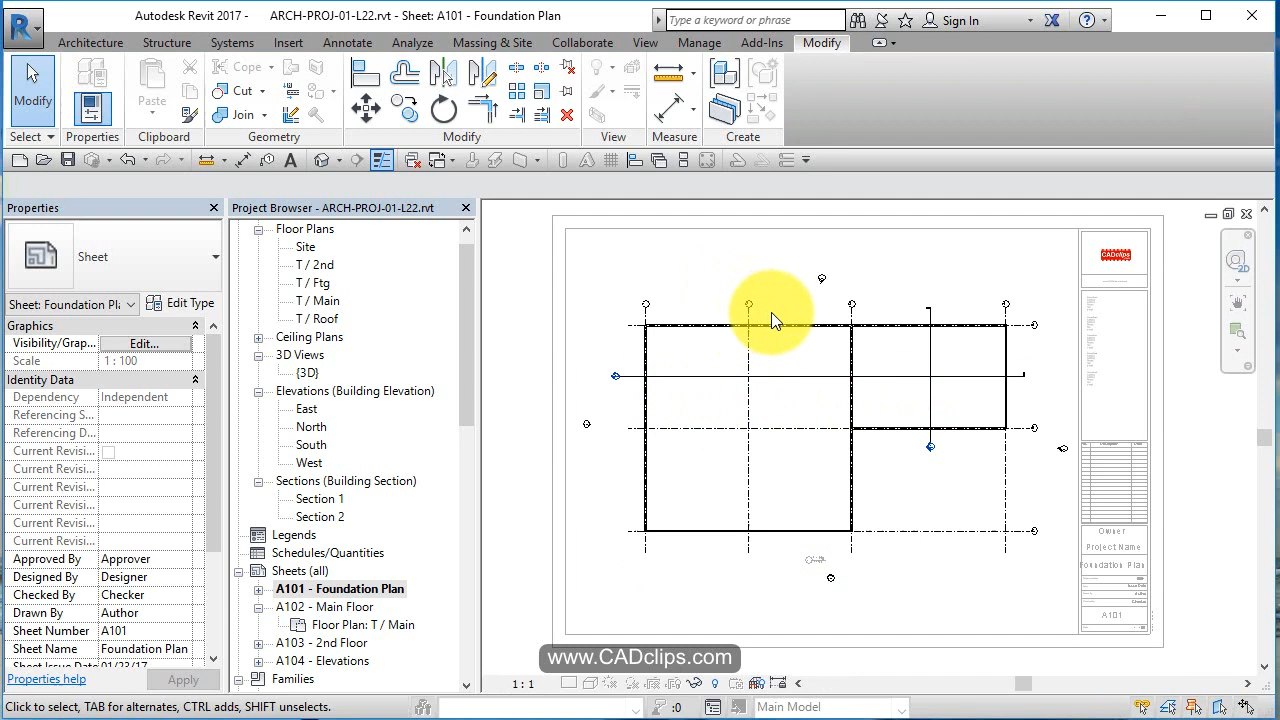 Autodesk Revit 2017 - ARCH-PROJ-01-L22.rvt - Sheet: A101 - Foundation Plan
Type a keyword or phrase
Sign In
Architecture Structure Systems Insert Annotate Analyze Massing & Site Collaborate View Manage Add-Ins Modify
Modify
Paste
Cope
Cut
Join
Select Properties Clipboard Geometry Modify View Measure Create
Properties
Sheet
Sheet: Foundation Pl
Edit Type
Graphics
Visibility/Grap... Edit...
Scale 1 : 100
Identity Data
Dependency Independent
Referencing S...
Referencing D...
Current Revisi...
Current Revisi...
Current Revisi...
Current Revisi...
Current Revisi...
Current Revisi...
Approved By Approver
Designed By Designer
Checked By Checker
Drawn By Author
Sheet Number A101
Sheet Name Foundation Plan
Sheet Issue Date 01/23/17
Properties help
Apply
Project Browser - ARCH-PROJ-01-L22.rvt
Floor Plans
Site
T / 2nd
T / Ftg
T / Main
T / Roof
Ceiling Plans
3D Views
{3D}
Elevations (Building Elevation)
East
North
South
West
Sections (Building Section)
Section 1
Section 2
Legends
Schedules/Quantities
Sheets (all)
A101 - Foundation Plan
A102 - Main Floor
Floor Plan: T / Main
A103 - 2nd Floor
A104 - Elevations
Families
CADclips
Owner
Project Name
Foundation Plan
A101
2D
www.CADclips.com
1 : 1
Click to select, TAB for alternates, CTRL adds, SHIFT unselects.
:0
Main Model